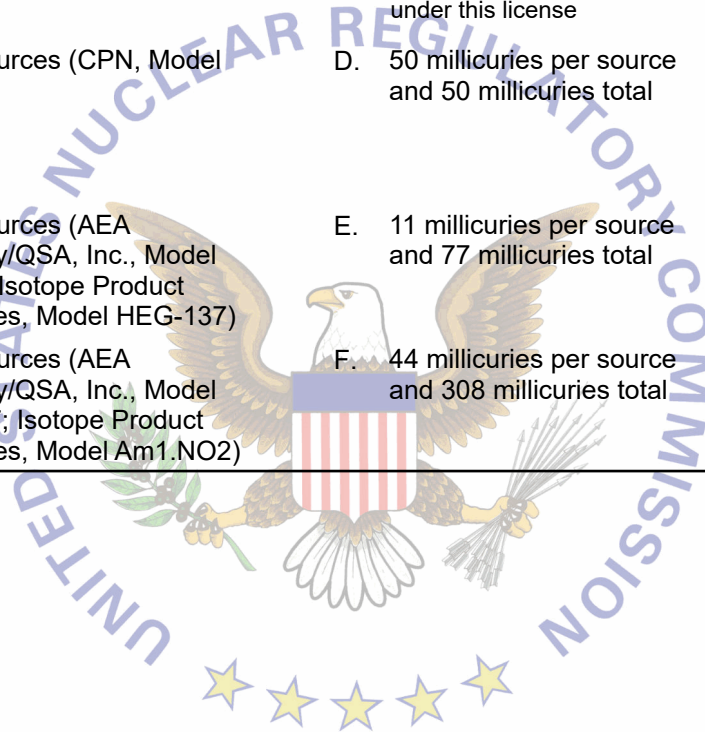 under this license
urces (CPN, Model
D. 50 millicuries per source
and 50 millicuries total
urces (AEA
E. 11 millicuries per source
y/QSA, Inc., Model
and 77 millicuries total
Isotope Product
es, Model HEG-137)
urces (AEA
F. 44 millicuries per source
y/QSA, Inc., Model
and 308 millicuries total
; Isotope Product
es, Model Am1.NO2)
UNITED STATES NUCLEAR REGULATORY COMMISSION